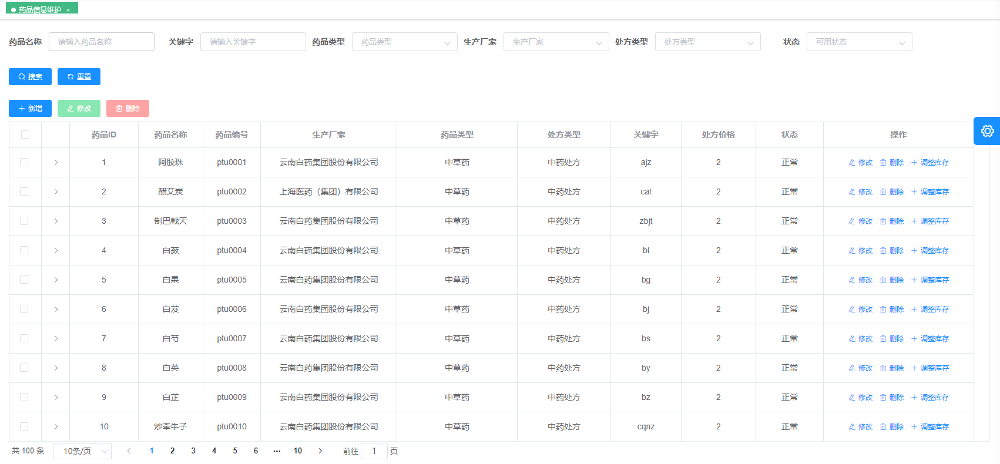 药品信息维护 ×
药品名称 请输入药品名称 关键字 请输入关键字 药品类型 药品类型 生产厂家 生产厂家 处方类型 处方类型 状态 可用状态
搜索 重置
新增 修改 删除
药品ID 药品名称 药品编号 生产厂家 药品类型 处方类型 关键字 处方价格 状态 操作
1 阿胶珠 ptu0001 云南白药集团股份有限公司 中草药 中药处方 ajz 2 正常 修改 删除 调整库存
2 醋艾炭 ptu0002 上海医药（集团）有限公司 中草药 中药处方 cat 2 正常 修改 删除 调整库存
3 制巴戟天 ptu0003 云南白药集团股份有限公司 中草药 中药处方 zbjt 2 正常 修改 删除 调整库存
4 白蔹 ptu0004 云南白药集团股份有限公司 中草药 中药处方 bl 2 正常 修改 删除 调整库存
5 白果 ptu0005 云南白药集团股份有限公司 中草药 中药处方 bg 2 正常 修改 删除 调整库存
6 白芨 ptu0006 云南白药集团股份有限公司 中草药 中药处方 bj 2 正常 修改 删除 调整库存
7 白芍 ptu0007 云南白药集团股份有限公司 中草药 中药处方 bs 2 正常 修改 删除 调整库存
8 白英 ptu0008 云南白药集团股份有限公司 中草药 中药处方 by 2 正常 修改 删除 调整库存
9 白芷 ptu0009 云南白药集团股份有限公司 中草药 中药处方 bz 2 正常 修改 删除 调整库存
10 炒牵牛子 ptu0010 云南白药集团股份有限公司 中草药 中药处方 cqnz 2 正常 修改 删除 调整库存
共 100 条 10条/页 1 2 3 4 5 6 ··· 10 前往 1 页